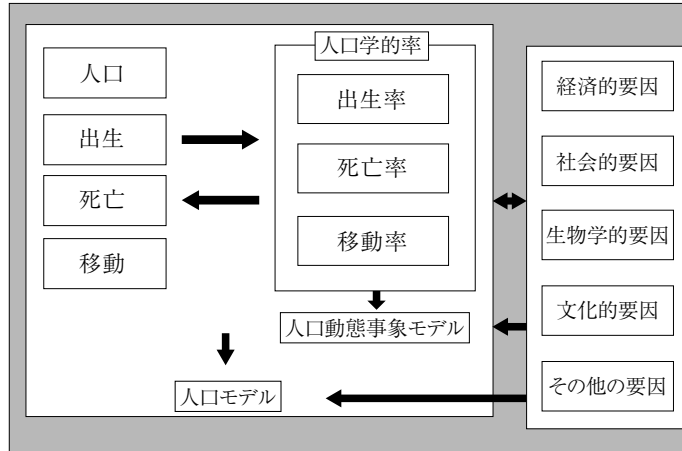 人口
出生
死亡
移動
人口学的率
出生率
死亡率
移動率
人口動態事象モデル
人口モデル
経済的要因
社会的要因
生物学的要因
文化的要因
その他の要因